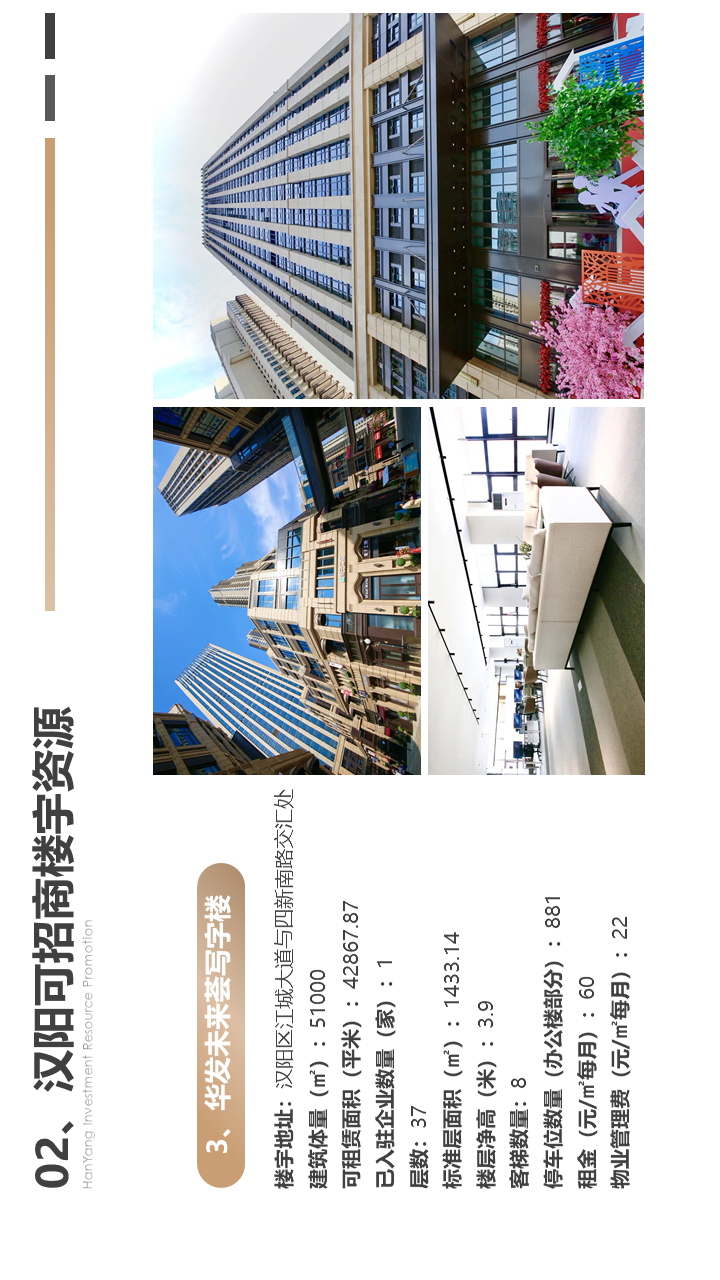 02、汉阳可招商楼宇资源
HanYang Investment Resource Promotion
3、华发未来荟写字楼
楼宇地址：汉阳区江城大道与四新南路交汇处
建筑体量（㎡）：51000
可租赁面积（平米）：42867.87
已入驻企业数量（家）：1
层数：37
标准层面积（㎡）：1433.14
楼层净高（米）：3.9
客梯数量：8
停车位数量（办公楼部分）：881
租金（元/㎡每月）：60
物业管理费（元/㎡每月）：22